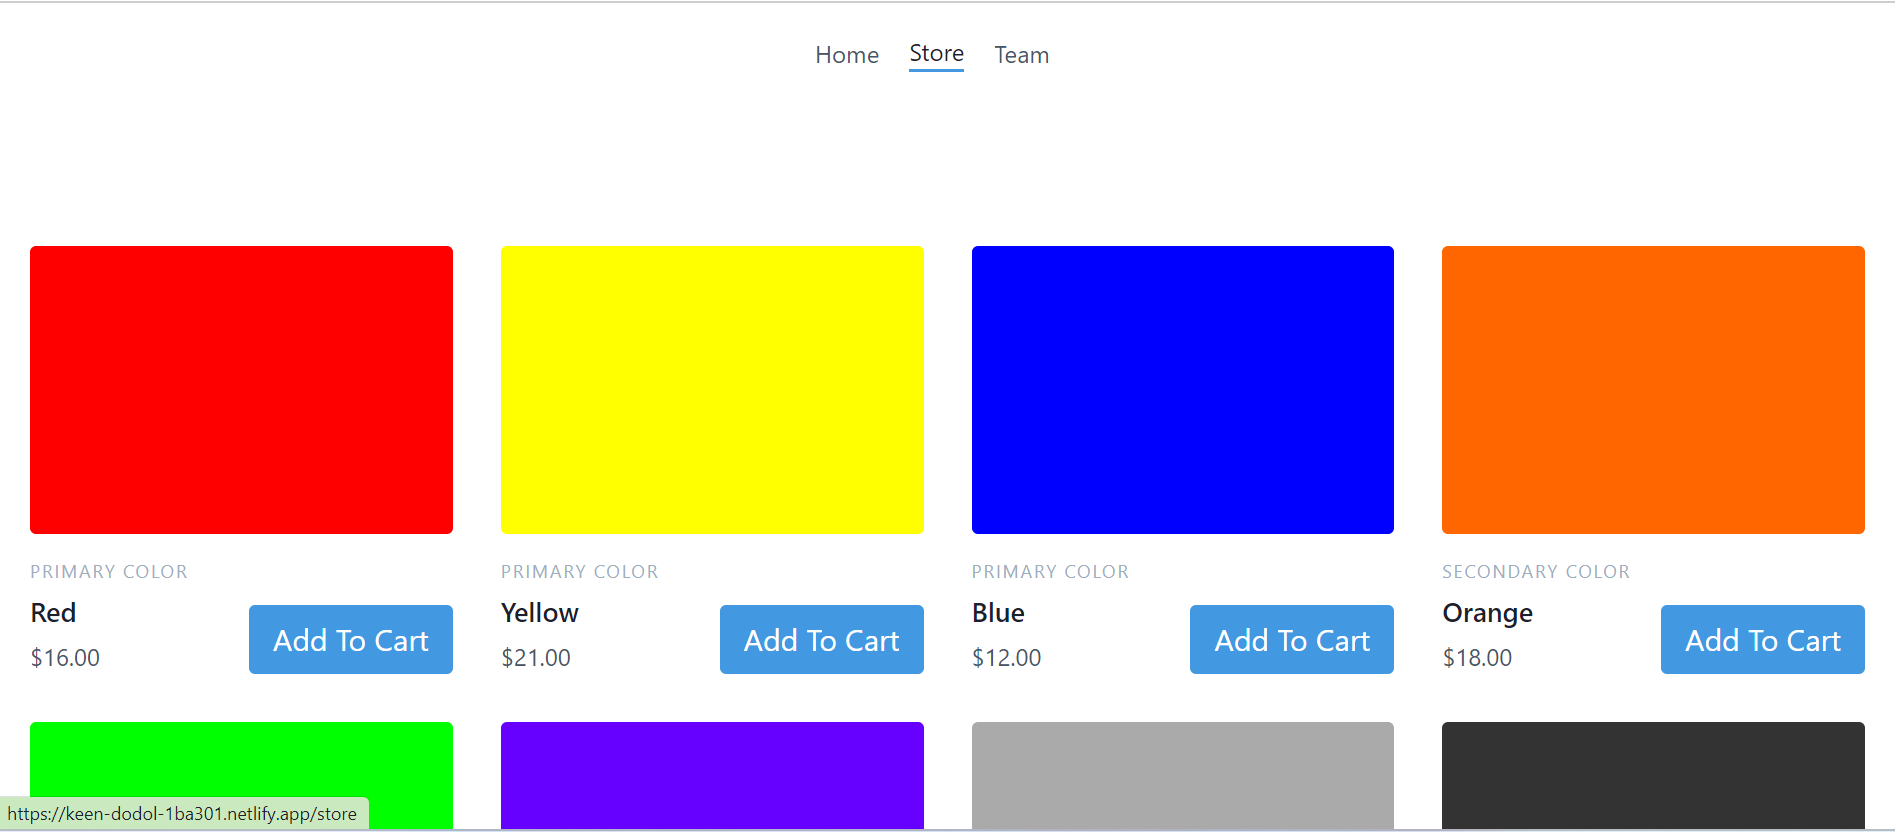 Home Store Team
PRIMARY COLOR
Red
$16.00
Add To Cart
PRIMARY COLOR
Yellow
$21.00
Add To Cart
PRIMARY COLOR
Blue
$12.00
Add To Cart
SECONDARY COLOR
Orange
$18.00
Add To Cart
https://keen-dodol-1ba301.netlify.app/store